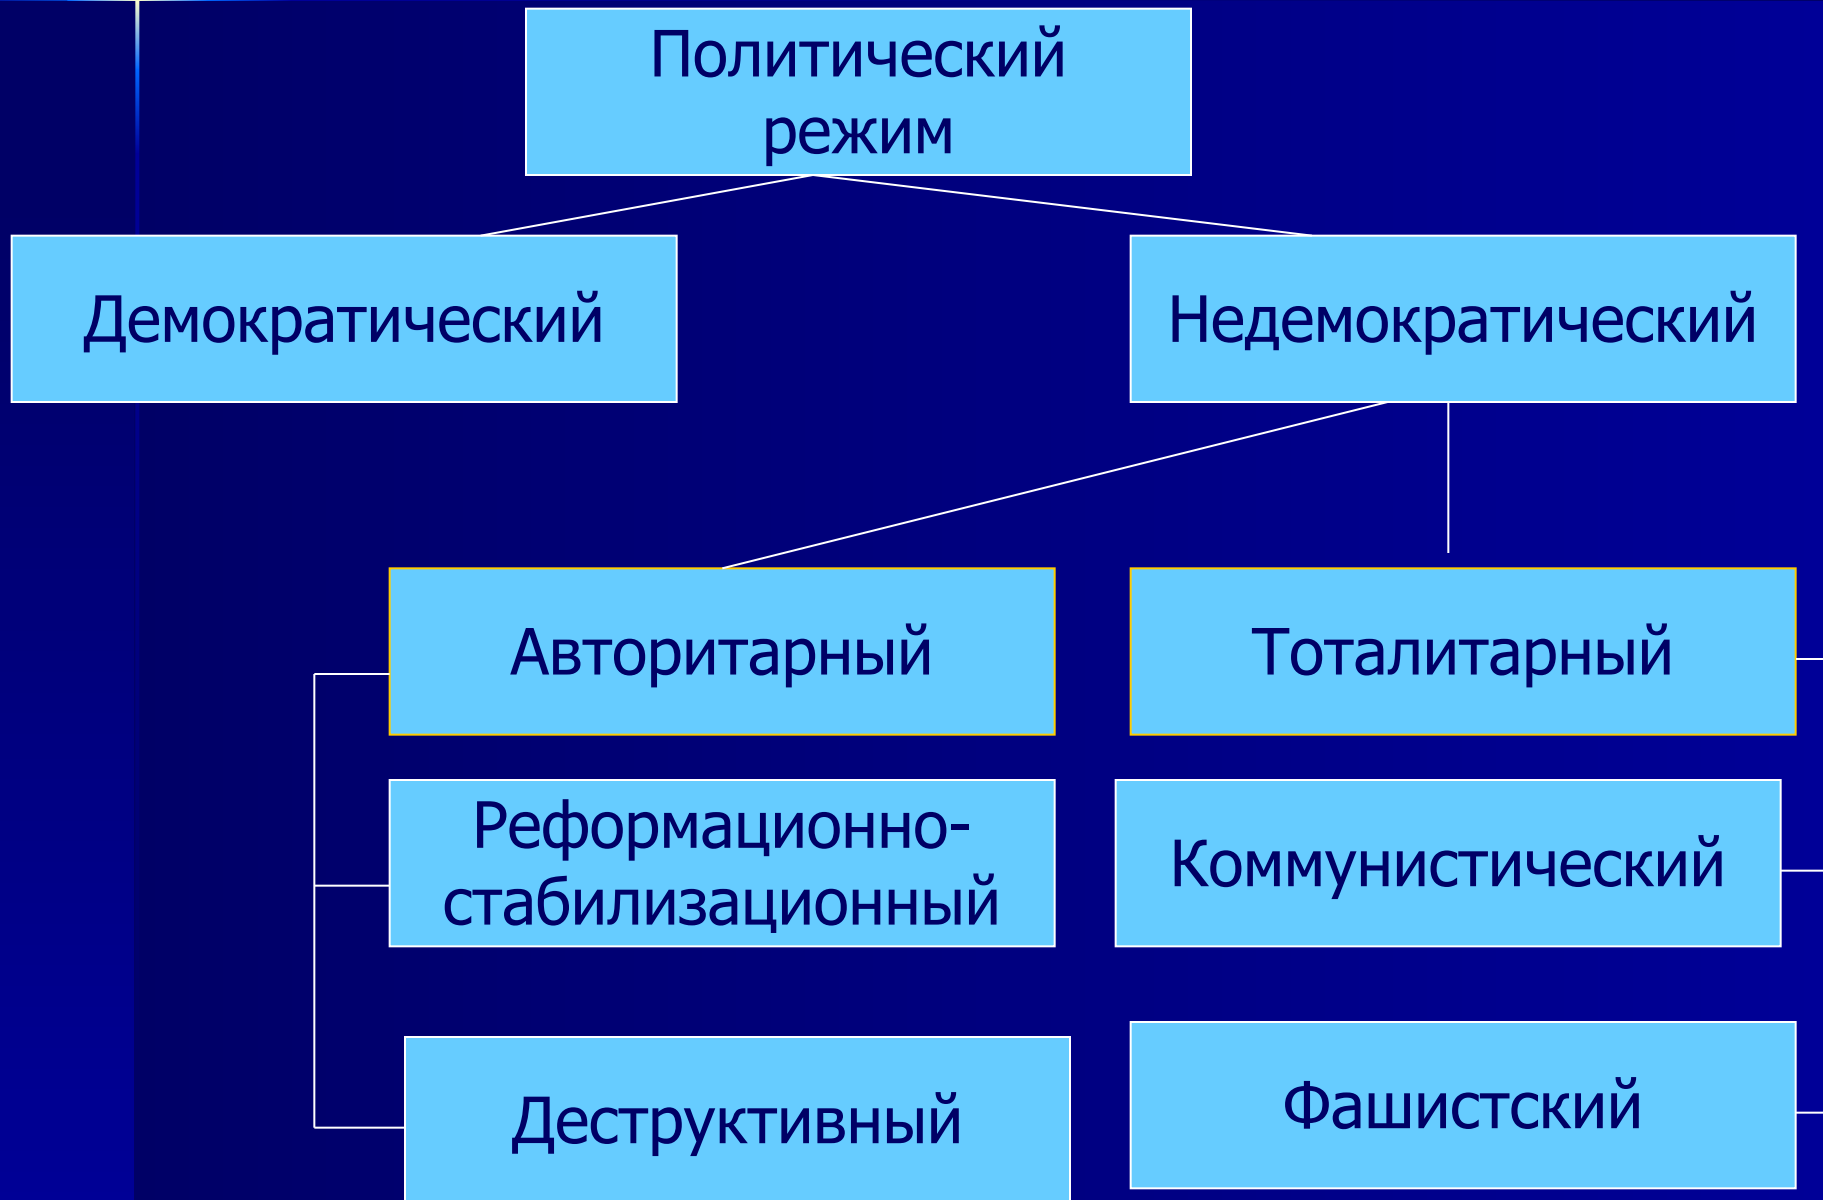 Политический
режим
Демократический
Недемократический
Авторитарный
Тоталитарный
Реформационно-
стабилизационный
Коммунистический
Деструктивный
Фашистский